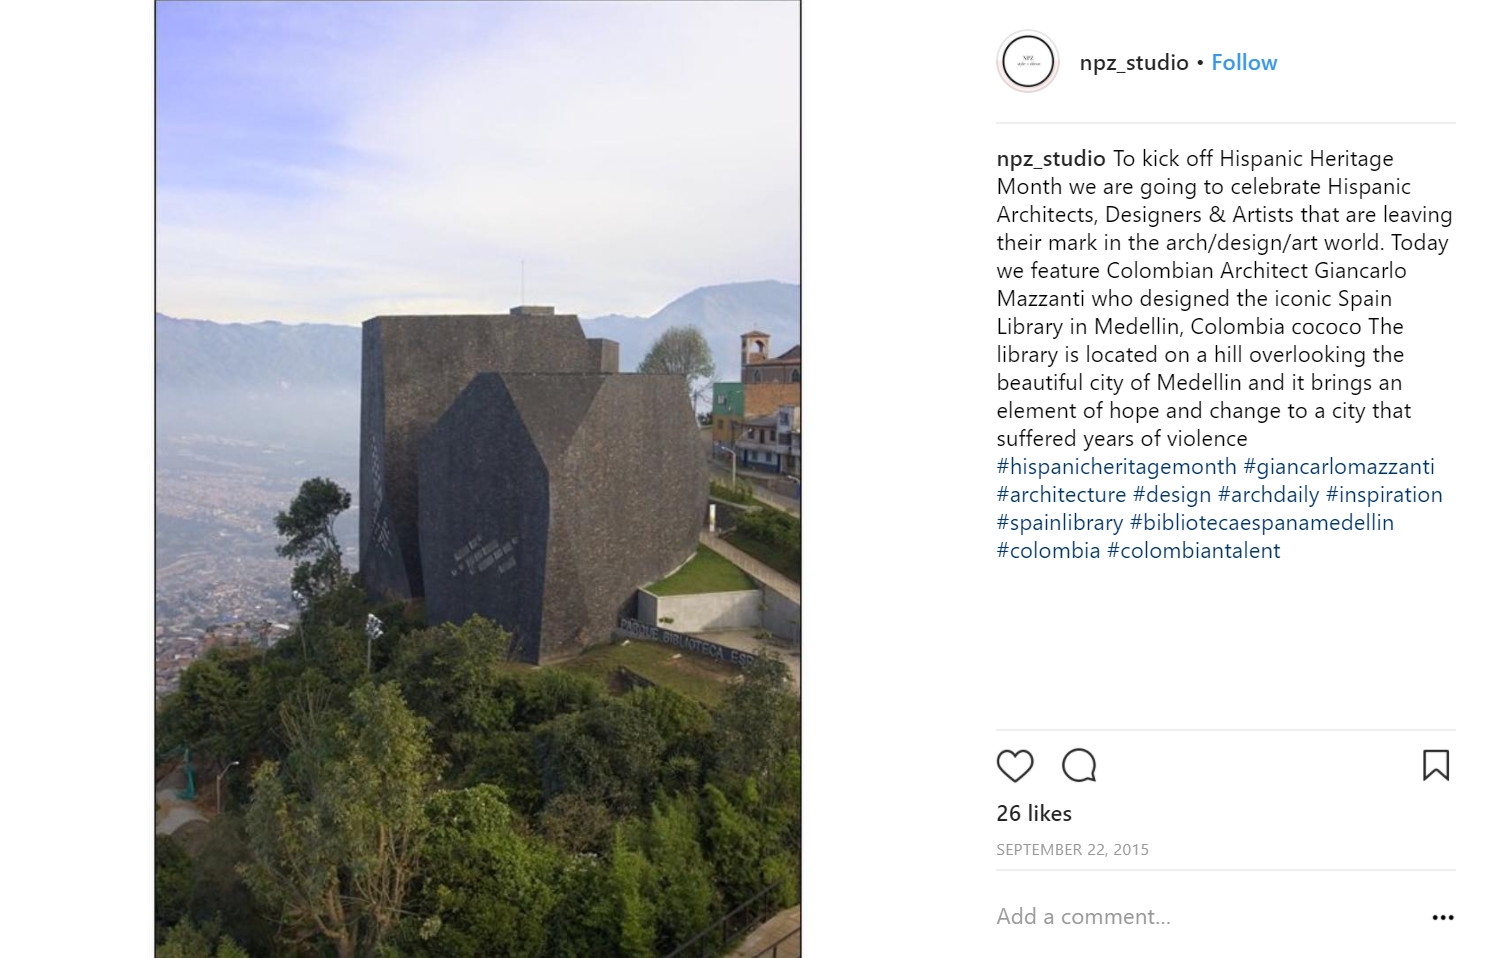 PARQUE BIBLIOTECA ESP
NPZ
npz_studio • Follow
npz_studio To kick off Hispanic Heritage
Month we are going to celebrate Hispanic
Architects, Designers & Artists that are leaving
their mark in the arch/design/art world. Today
we feature Colombian Architect Giancarlo
Mazzanti who designed the iconic Spain
Library in Medellin, Colombia cococo The
library is located on a hill overlooking the
beautiful city of Medellin and it brings an
element of hope and change to a city that
suffered years of violence
#hispanicheritagemonth #giancarlomazzanti
#architecture #design #archdaily #inspiration
#spainlibrary #bibliotecaespanamedellin
#colombia #colombiantalent
26 likes
SEPTEMBER 22, 2015
Add a comment...